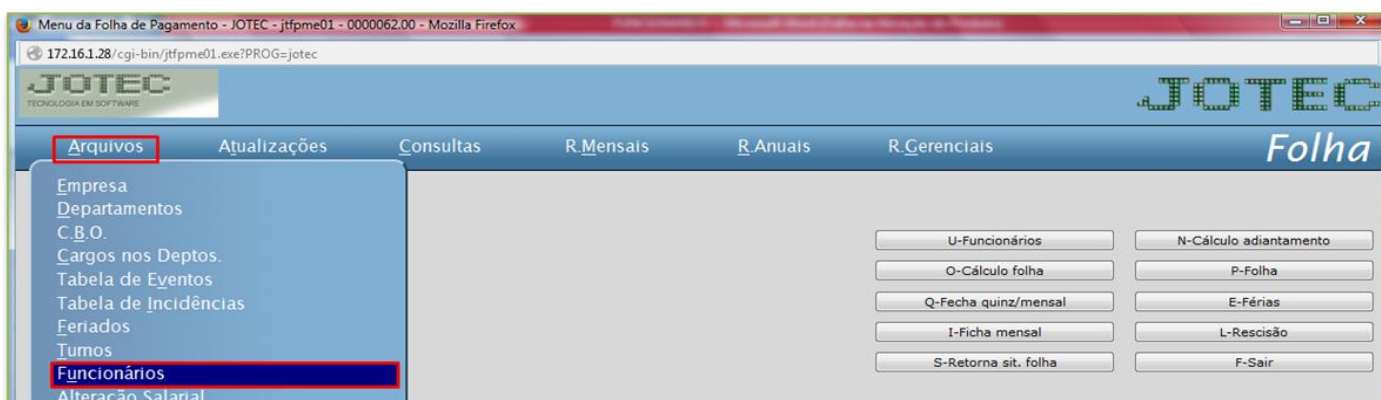 Menu da Folha de Pagamento - JOTEC - jtfpme01 - 0000062.00 - Mozilla Firefox
172.16.1.28/cgi-bin/jtfpme01.exe?PROG=jotec
JOTEC
TECNOLOGIA EM SOFTWARE
JOTEC
Arquivos Atualizações Consultas R.Mensais R.Anuais R.Gerenciais Folha
Empresa
Departamentos
C.B.O.
Cargos nos Deptos.
Tabela de Eventos
Tabela de Incidências
Feriados
Turnos
Funcionários
Alteração Salarial
U-Funcionários N-Cálculo adiantamento
O-Cálculo folha P-Folha
Q-Fecha quinz/mensal E-Férias
I-Ficha mensal L-Rescisão
S-Retorna sit. folha F-Sair